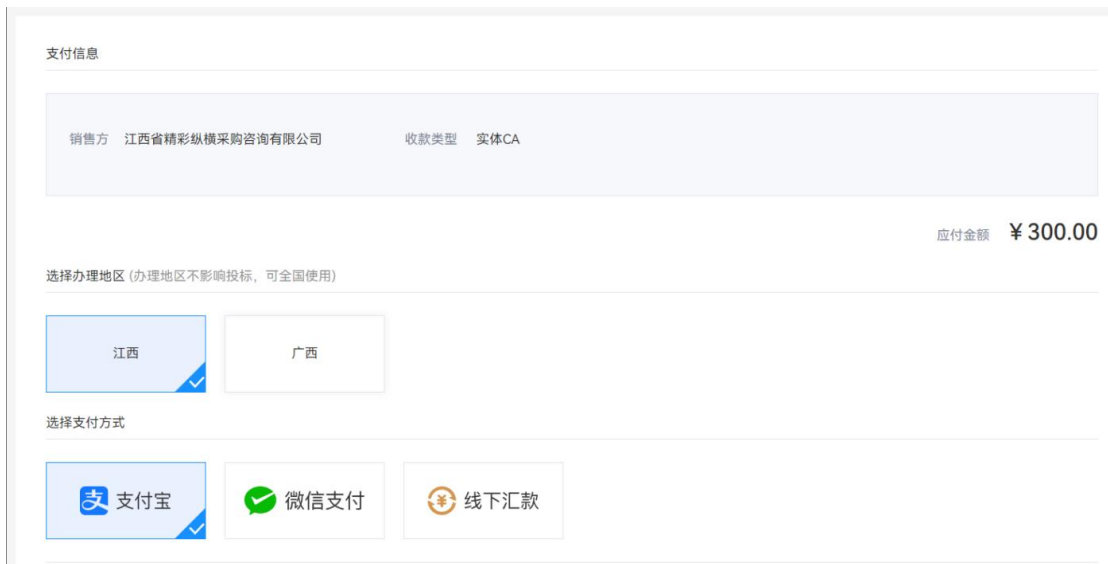 支付信息
销售方 江西省精彩纵横采购咨询有限公司 收款类型 实体CA
应付金额 ¥300.00
选择办理地区 (办理地区不影响投标，可全国使用)
江西 广西
选择支付方式
支 支付宝 微信支付 ¥ 线下汇款